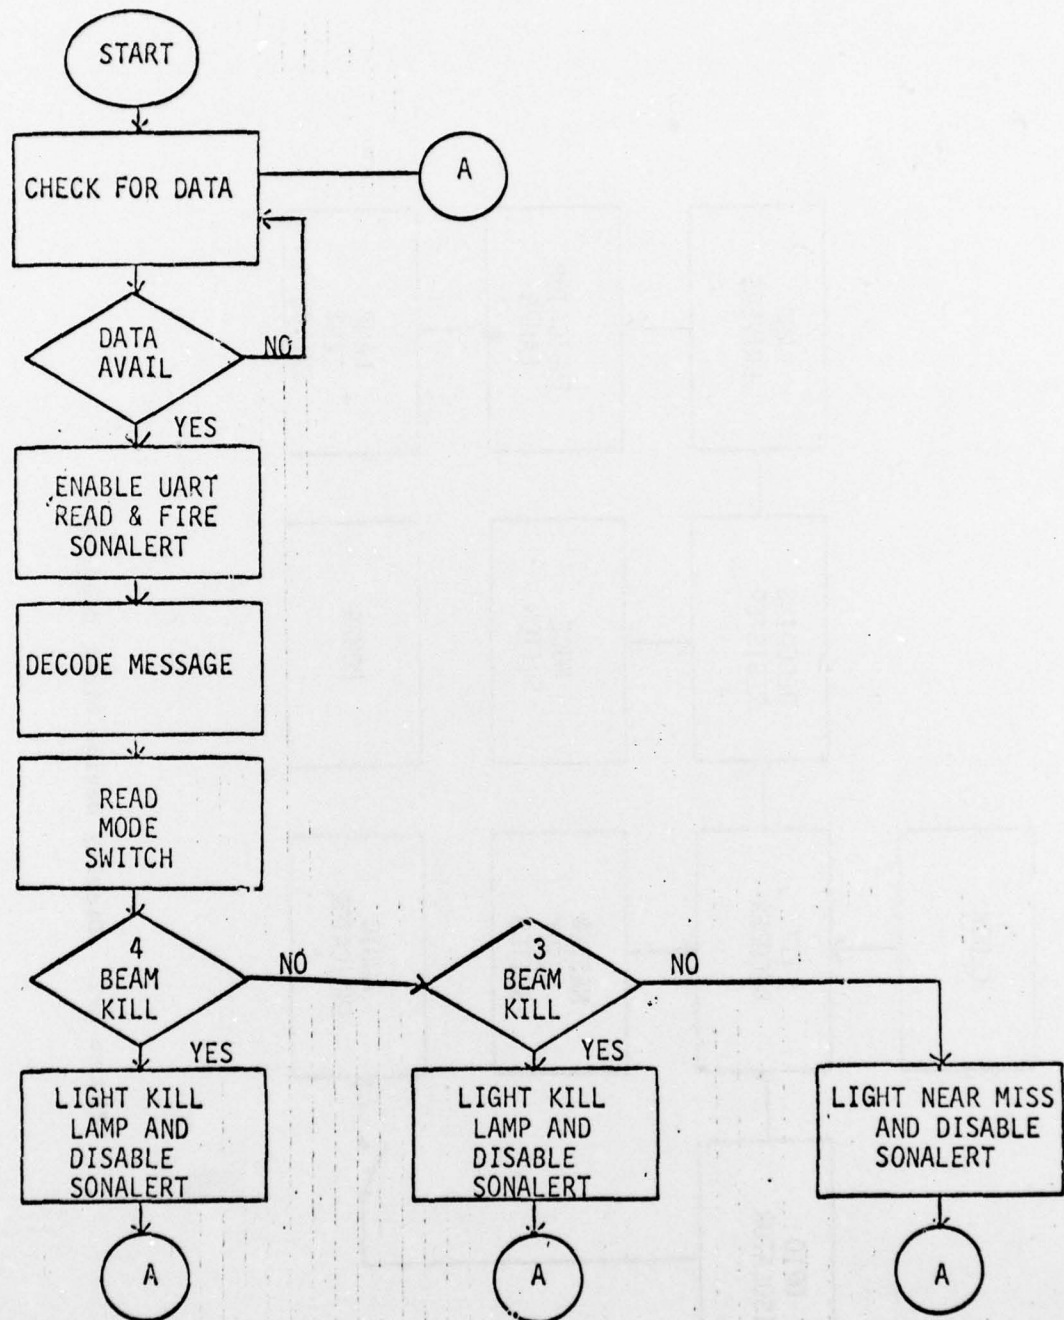 START
CHECK FOR DATA
A
DATA
AVAIL
NO
YES
ENABLE UART
READ & FIRE
SONALERT
DECODE MESSAGE
READ
MODE
SWITCH
4
BEAM
KILL
NO
3
BEAM
KILL
NO
YES
YES
LIGHT KILL
LAMP AND
DISABLE
SONALERT
LIGHT KILL
LAMP AND
DISABLE
SONALERT
LIGHT NEAR MISS
AND DISABLE
SONALERT
A
A
A